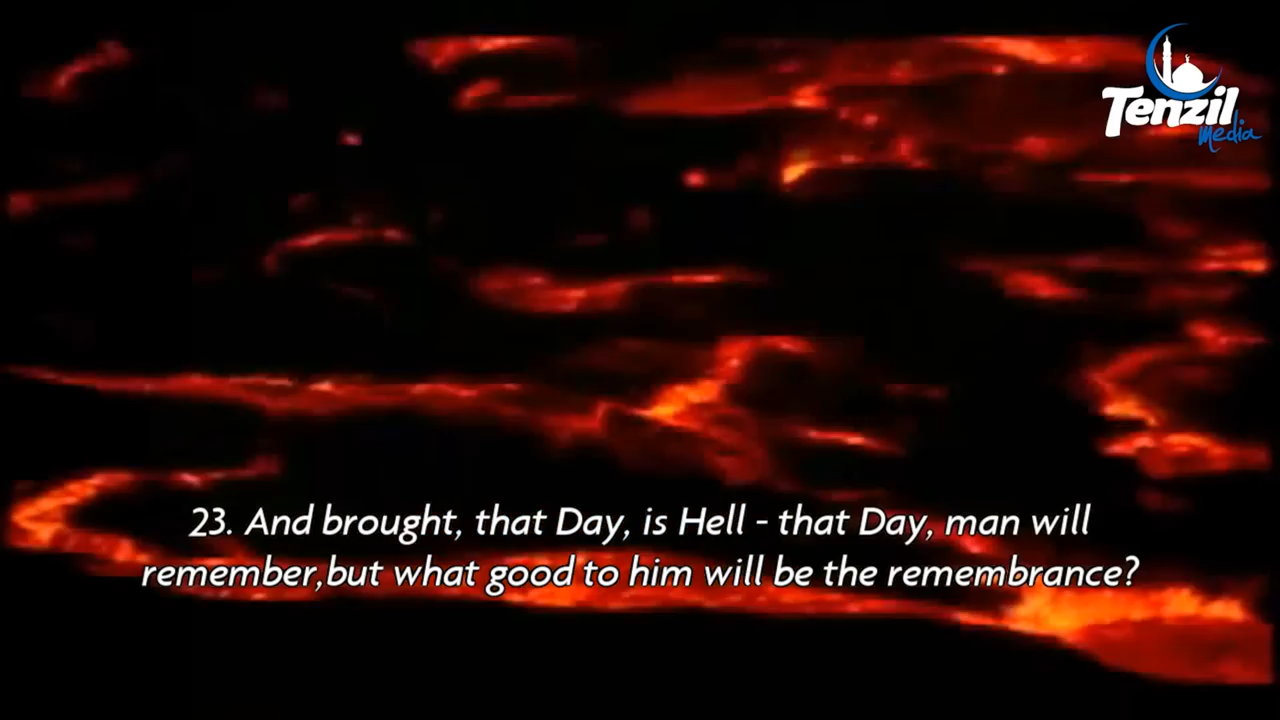 Tenzil
media
23. And brought, that Day, is Hell - that Day, man will
remember,but what good to him will be the remembrance?